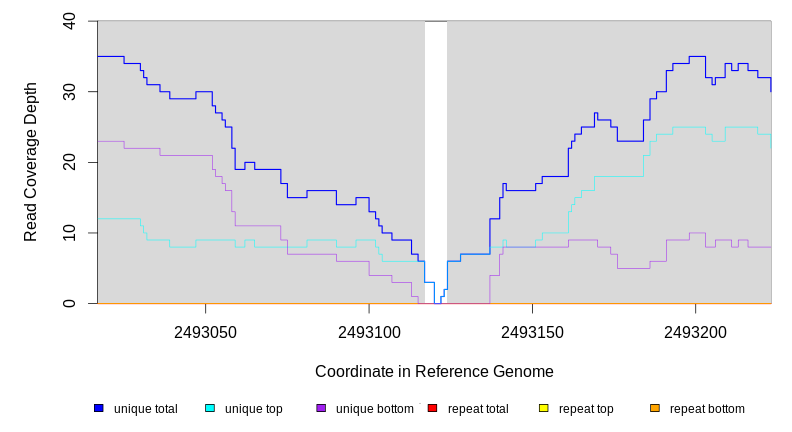 40
30
20
10
0
Read Coverage Depth
2493050 2493100 2493150 2493200
Coordinate in Reference Genome
unique total unique top unique bottom repeat total repeat top repeat bottom